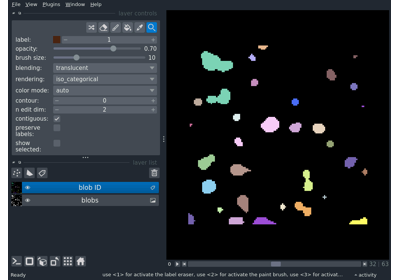 File View Plugins Window Help
layer controls
label: 1
opacity: 0.70
brush size: 10
blending: translucent
rendering: iso_categorical
color mode: auto
contour: 0
n edit dim: 2
contiguous:
preserve
labels:
show
selected:
layer list
blob ID
blobs
0 32 63
use <1> for activate the label eraser, use <2> for activate the paint brush, use <3> for activat...
activity